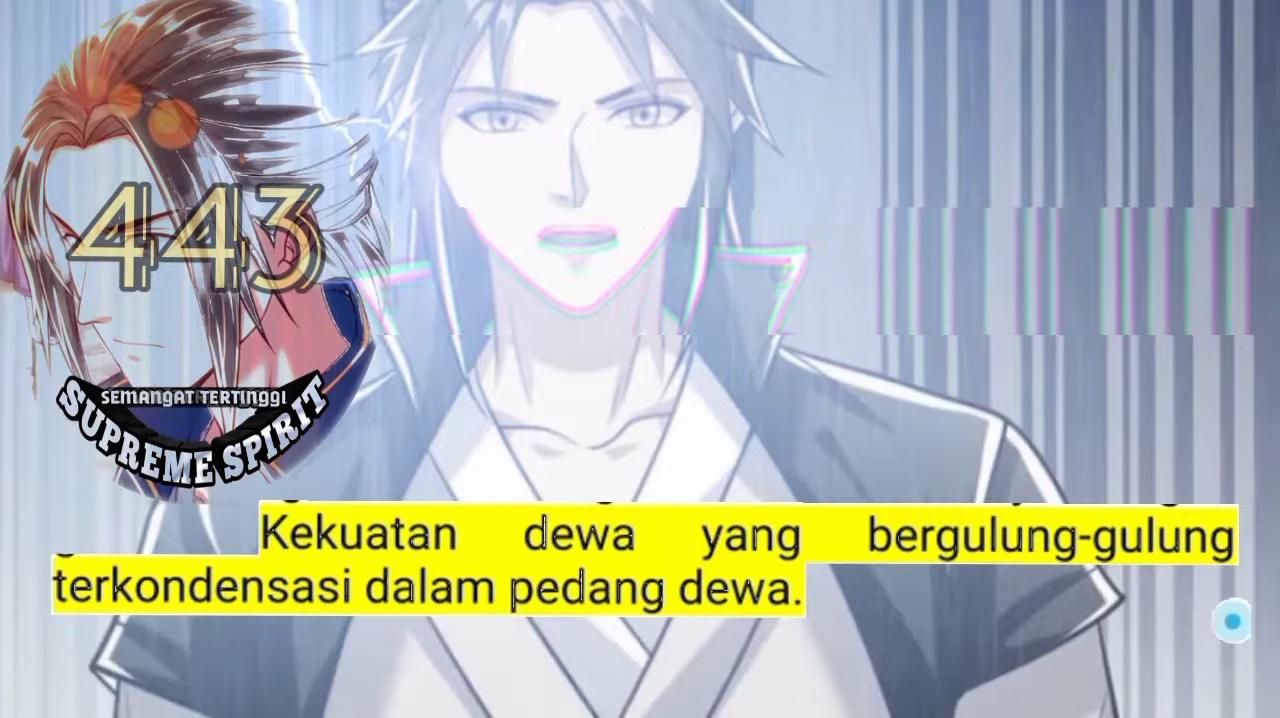 443
SEMANGAT TERTINGGI
SUPREME SPIRIT
Kekuatan dewa yang bergulung-gulung
terkondensasi dalam pedang dewa.